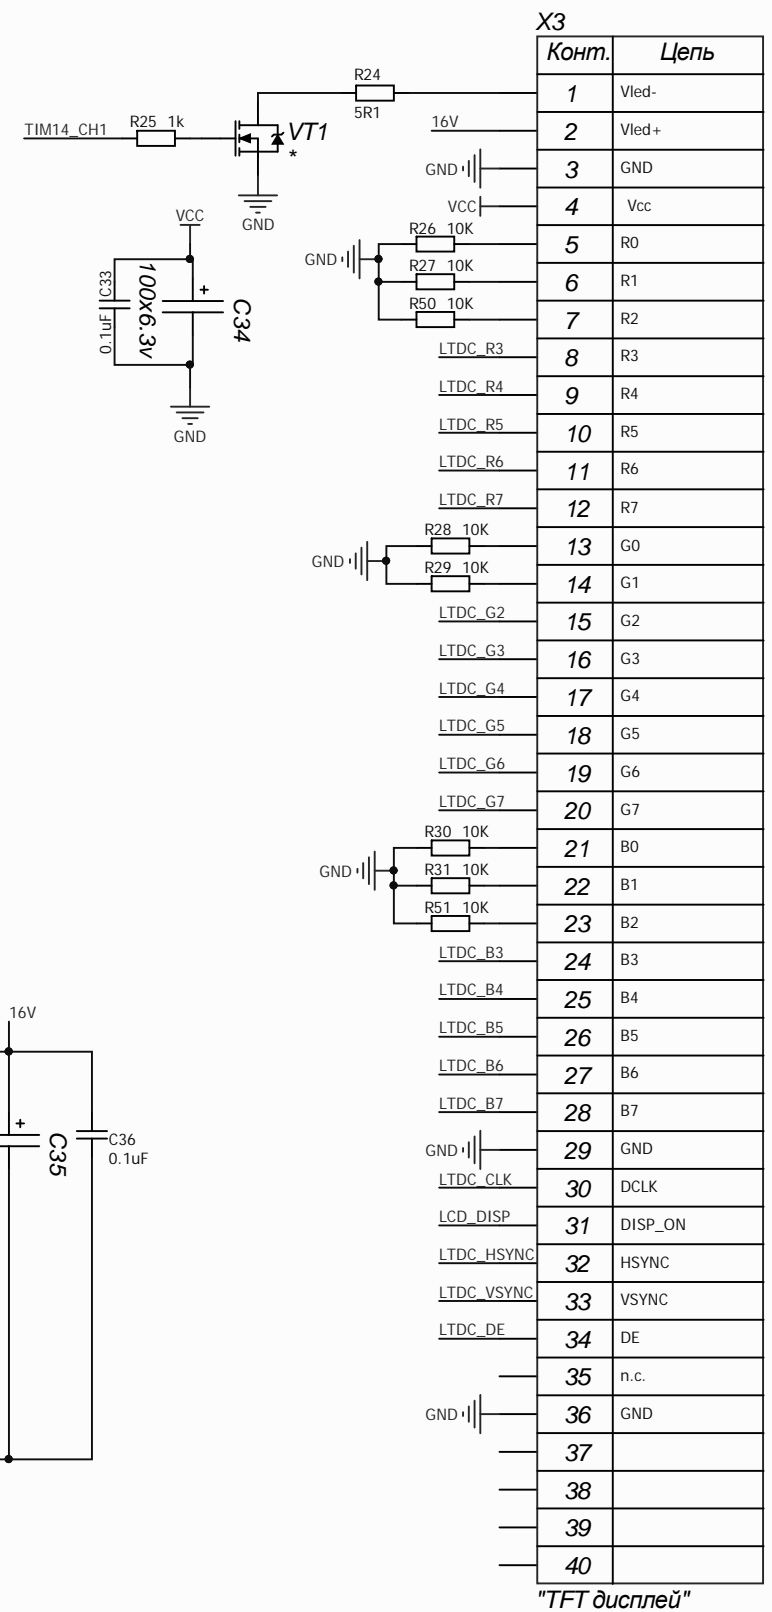 X3
Конт. Цепь
R24
5R1
1 Vled-
TIM14_CH1 R25 1k VT1
*
GND
16V 2 Vled+
GND 3 GND
VCC 4 Vcc
VCC
C33
0.1uF
100x6.3v
+
C34
GND
GND
R26 10K 5 R0
R27 10K 6 R1
R50 10K 7 R2
LTDC_R3 8 R3
LTDC_R4 9 R4
LTDC_R5 10 R5
LTDC_R6 11 R6
LTDC_R7 12 R7
GND
R28 10K 13 G0
R29 10K 14 G1
LTDC_G2 15 G2
LTDC_G3 16 G3
LTDC_G4 17 G4
LTDC_G5 18 G5
LTDC_G6 19 G6
LTDC_G7 20 G7
GND
R30 10K 21 B0
R31 10K 22 B1
R51 10K 23 B2
LTDC_B3 24 B3
LTDC_B4 25 B4
LTDC_B5 26 B5
LTDC_B6 27 B6
LTDC_B7 28 B7
16V
+
C35
C36
0.1uF
GND 29 GND
LTDC_CLK 30 DCLK
LCD_DISP 31 DISP_ON
LTDC_HSYNC 32 HSYNC
LTDC_VSYNC 33 VSYNC
LTDC_DE 34 DE
35 n.c.
GND 36 GND
37
38
39
40
"TFT дисплей"